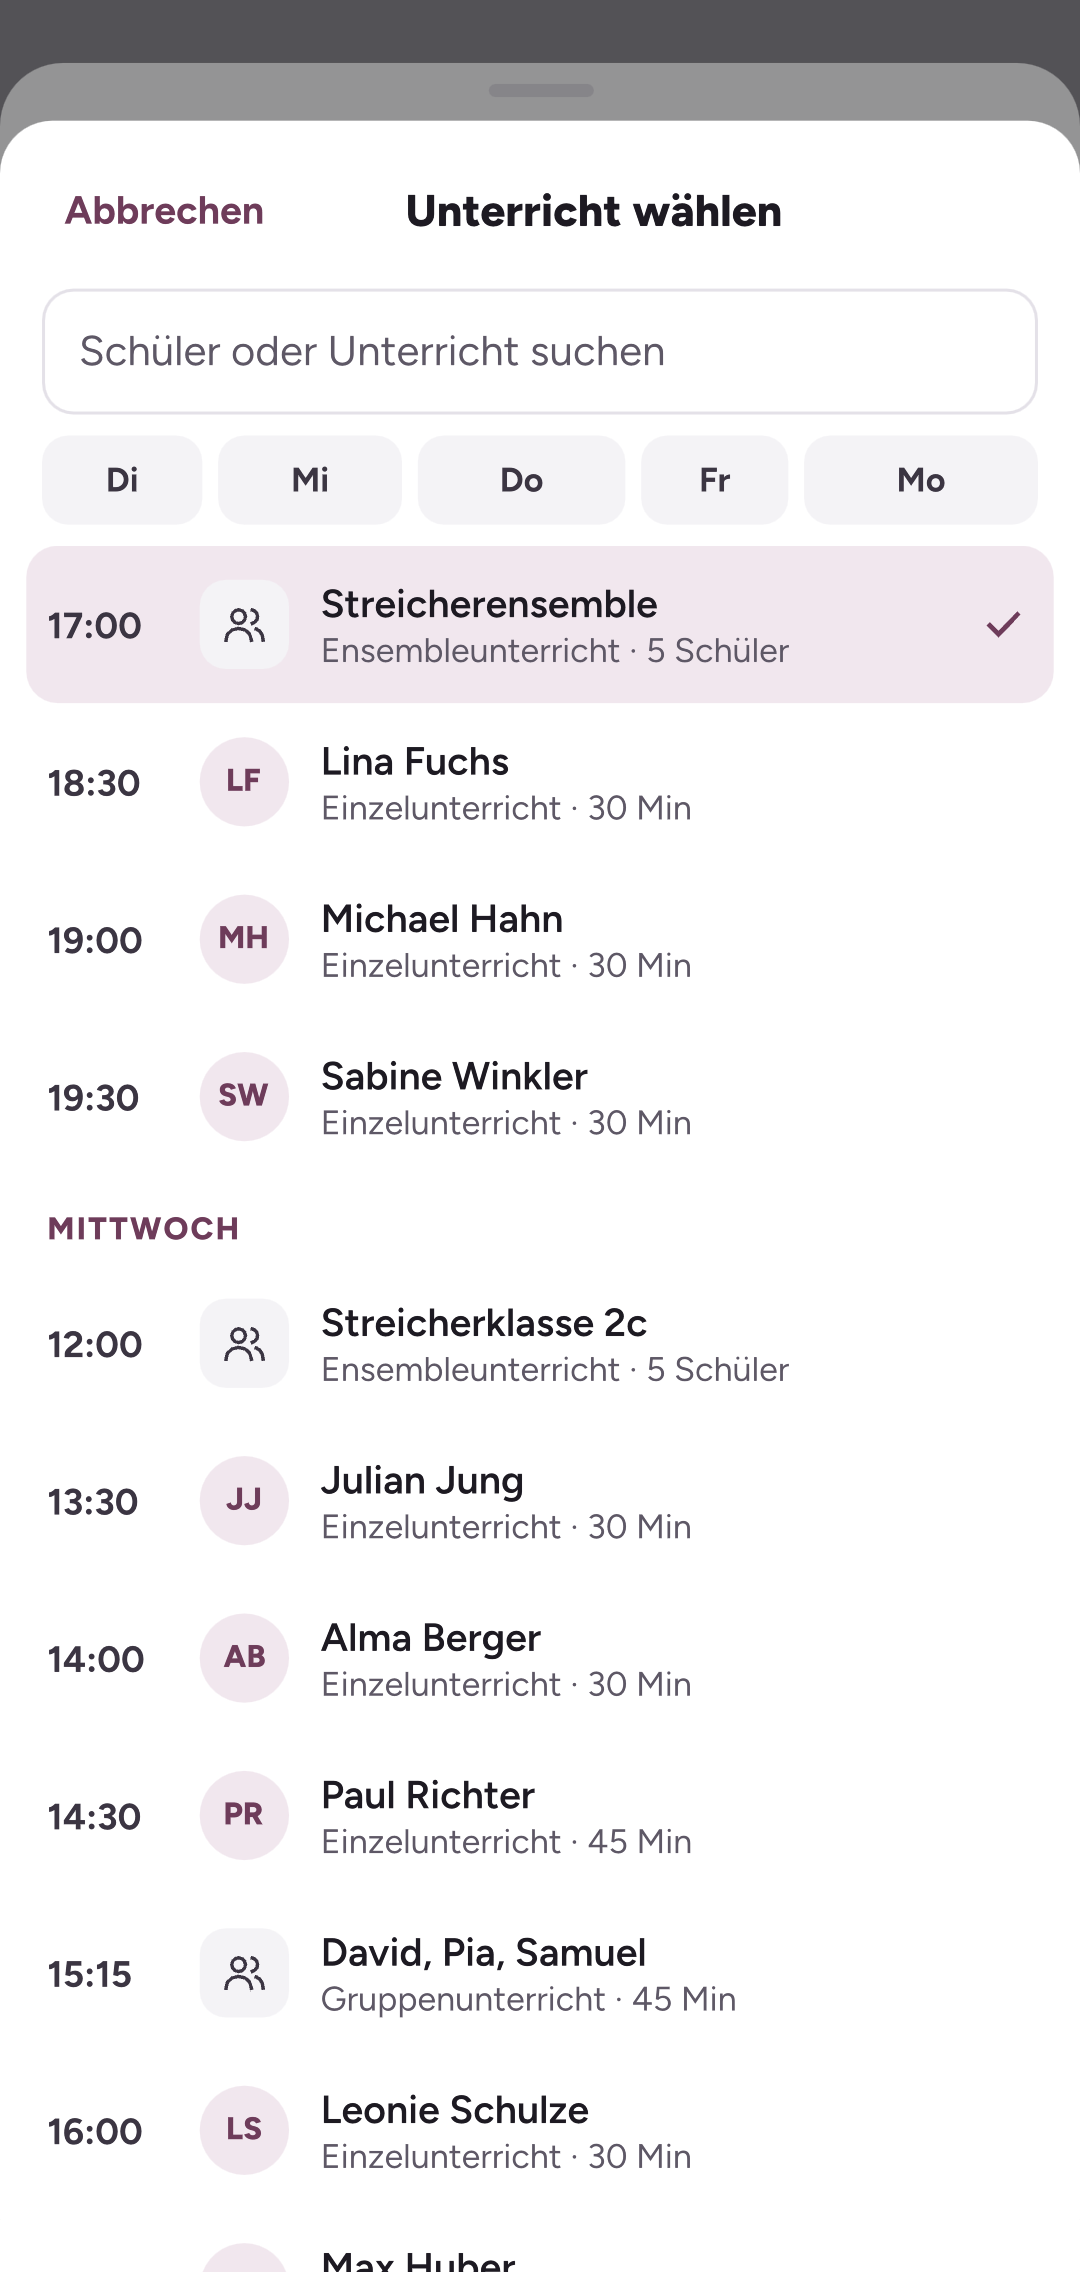 Abbrechen
Unterricht wählen
Schüler oder Unterricht suchen
Di
Mi
Do
Fr
Mo
17:00
Streicherensemble
Ensembleunterricht · 5 Schüler
18:30
LF
Lina Fuchs
Einzelunterricht · 30 Min
19:00
MH
Michael Hahn
Einzelunterricht · 30 Min
19:30
SW
Sabine Winkler
Einzelunterricht · 30 Min
MITTWOCH
12:00
Streicherklasse 2c
Ensembleunterricht · 5 Schüler
13:30
JJ
Julian Jung
Einzelunterricht · 30 Min
14:00
AB
Alma Berger
Einzelunterricht · 30 Min
14:30
PR
Paul Richter
Einzelunterricht · 45 Min
15:15
David, Pia, Samuel
Gruppenunterricht · 45 Min
16:00
LS
Leonie Schulze
Einzelunterricht · 30 Min
Max Huber